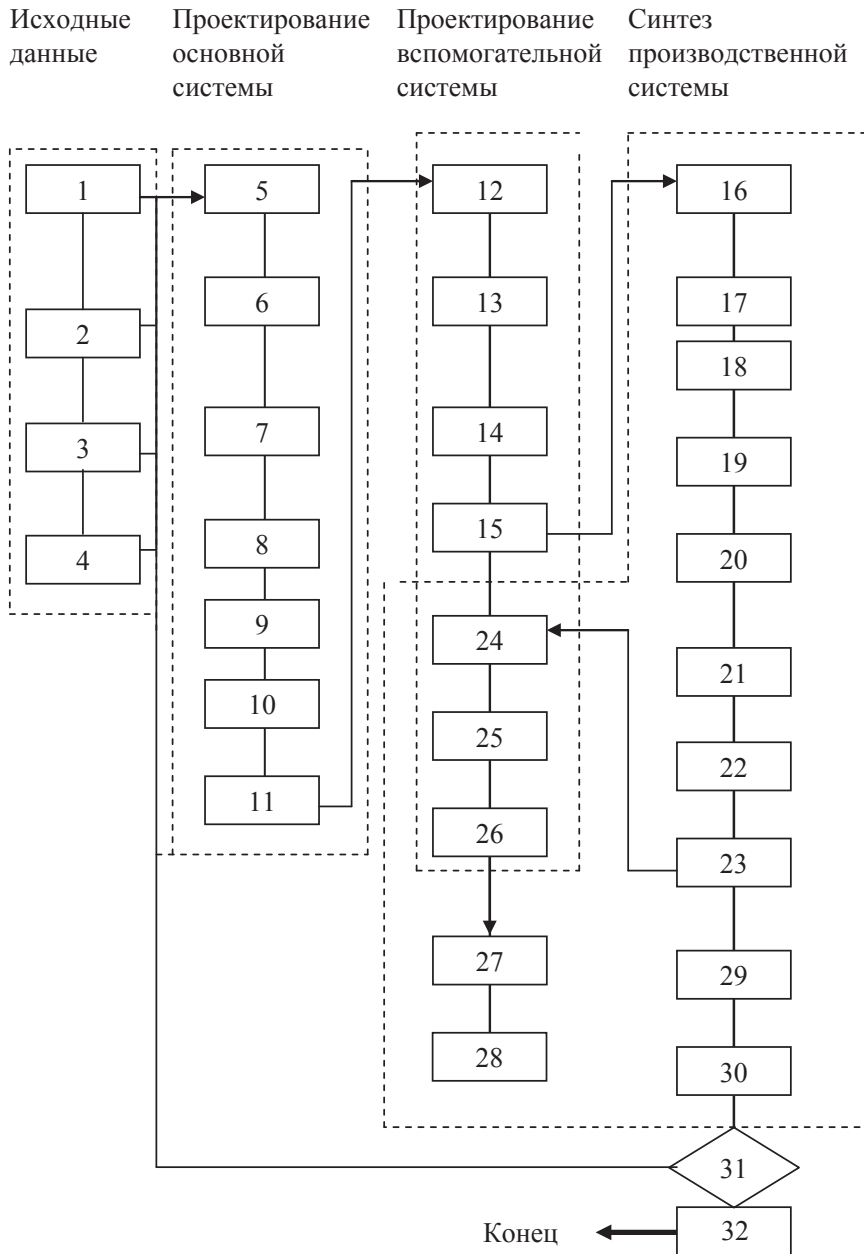 Исходные
данные
Проектирование
основной
системы
Проектирование
вспомогательной
системы
Синтез
производственной
системы
1
2
3
4
5
6
7
8
9
10
11
12
13
14
15
24
25
26
27
28
16
17
18
19
20
21
22
23
29
30
31
32
Конец